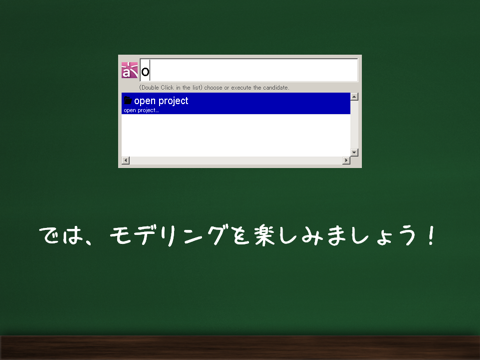 a
o
(Double Click in the list) choose or execute the candidate.
open project
open project...
では、モデリングを楽しみましょう！